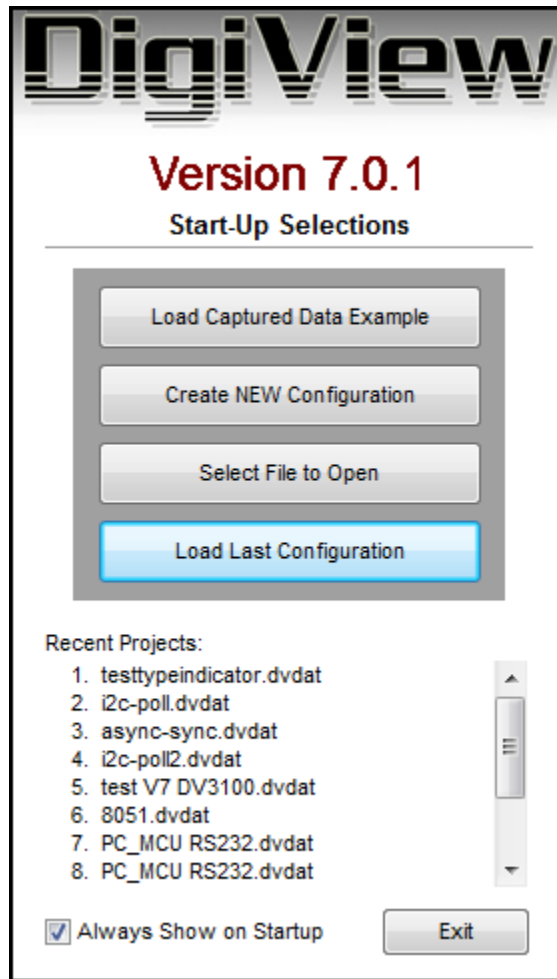 DigiView
Version 7.0.1
Start-Up Selections
Load Captured Data Example
Create NEW Configuration
Select File to Open
Load Last Configuration
Recent Projects:
1. testtypeindicator.dvdat
2. i2c-poll.dvdat
3. async-sync.dvdat
4. i2c-poll2.dvdat
5. test V7 DV3100.dvdat
6. 8051.dvdat
7. PC_MCU RS232.dvdat
8. PC_MCU RS232.dvdat
Always Show on Startup
Exit